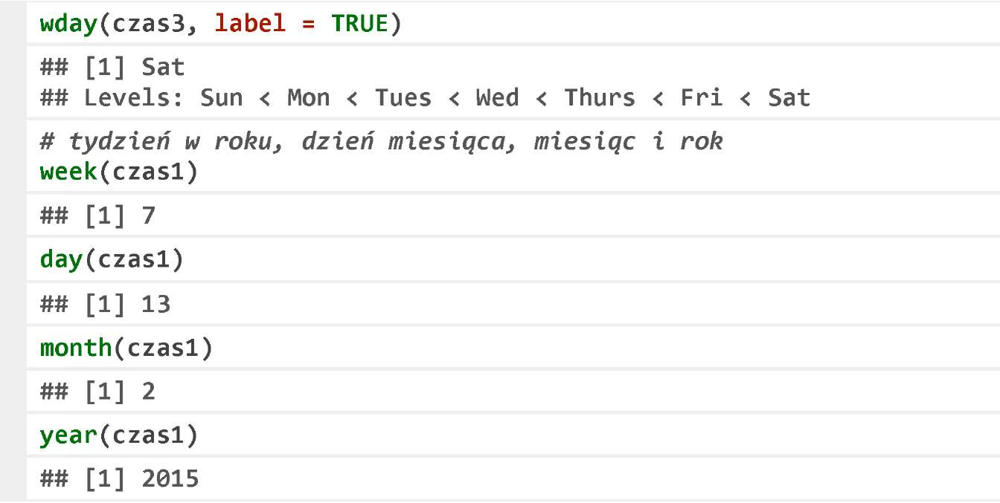 wday(czas3, label = TRUE)
## [1] Sat
## Levels: Sun < Mon < Tues < Wed < Thurs < Fri < Sat
# tydzień w roku, dzień miesiąca, miesiąc i rok
week(czas1)
## [1] 7
day(czas1)
## [1] 13
month(czas1)
## [1] 2
year(czas1)
## [1] 2015